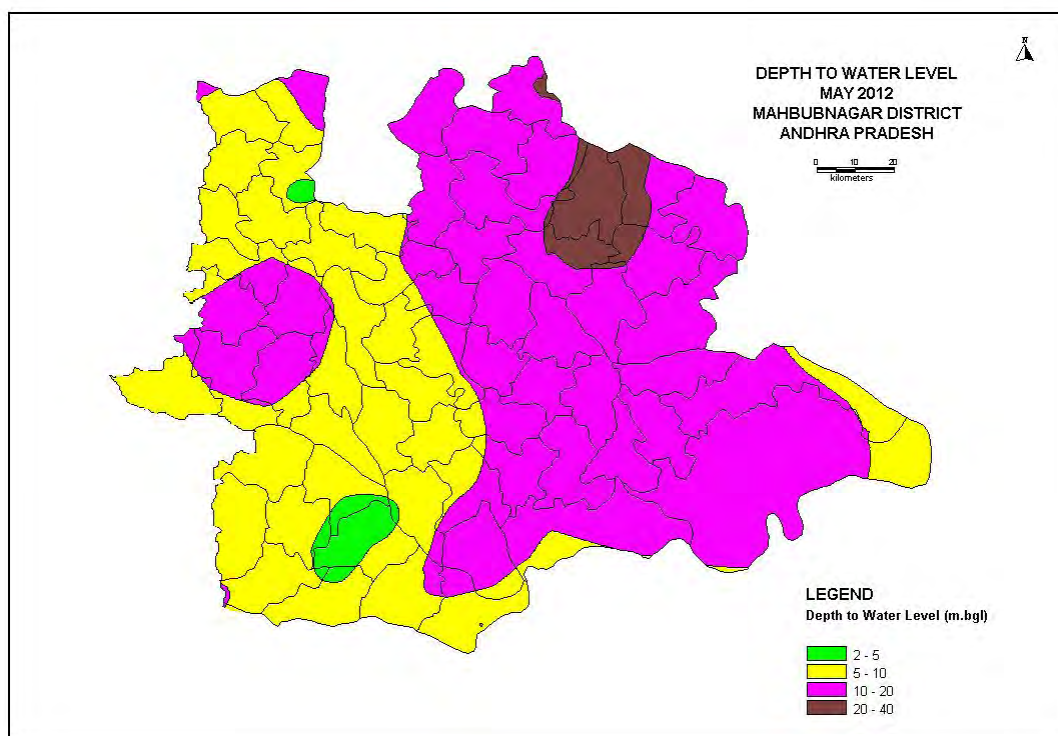 N
DEPTH TO WATER LEVEL
MAY 2012
MAHBUBNAGAR DISTRICT
ANDHRA PRADESH
0 10 20
kilometers
LEGEND
Depth to Water Level (m.bgl)
2 - 5
5 - 10
10 - 20
20 - 40